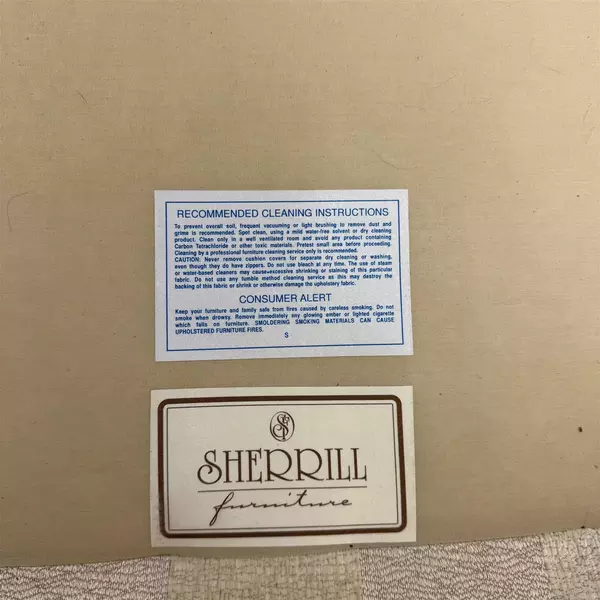 RECOMMENDED CLEANING INSTRUCTIONS
To prevent overall soil, frequent vacuuming or light brushing to remove dust and
grime is recommended. Spot clean, using a mild water-free solvent or dry cleaning
product. Clean only in a well ventilated room and avoid any product containing
Carbon Tetrachloride or other toxic materials. Pretest small area before proceeding.
Cleaning by a professional furniture cleaning service only is recommended.
CAUTION: Never remove cushion covers for separate dry cleaning or washing,
even though they do have zippers. Do not use bleach at any time. The use of steam
or water-based cleaners may cause excessive shrinking or staining of this particular
fabric. Do not use any tumble method cleaning service as this may destroy the
backing of this fabric or shrink or otherwise damage the upholstery fabric.
CONSUMER ALERT
Keep your furniture and family safe from fires caused by careless smoking. Do not
smoke when drowsy. Remove immediately any glowing ember or lighted cigarette
which falls on furniture. SMOLDERING SMOKING MATERIALS CAN CAUSE
UPHOLSTERED FURNITURE FIRES.
S
SHERRILL
furniture